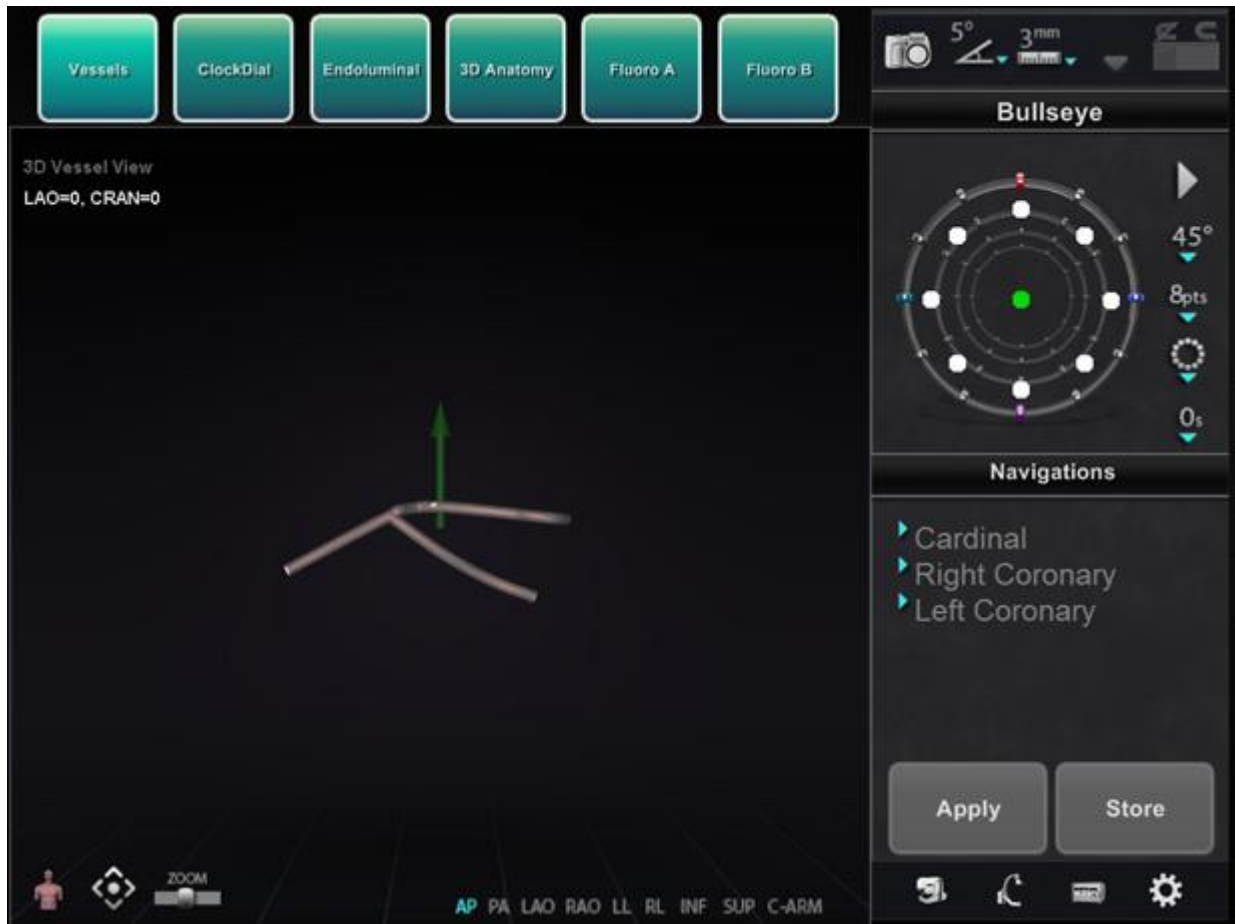 Vessels
ClockDial
Endoluminal
3D Anatomy
Fluoro A
Fluoro B
5°
3mm
Bullseye
3D Vessel View
LAO=0, CRAN=0
45°
8pts
0s
Navigations
Cardinal
Right Coronary
Left Coronary
Apply
Store
ZOOM
AP PA LAO RAO LL RL INF SUP C-ARM